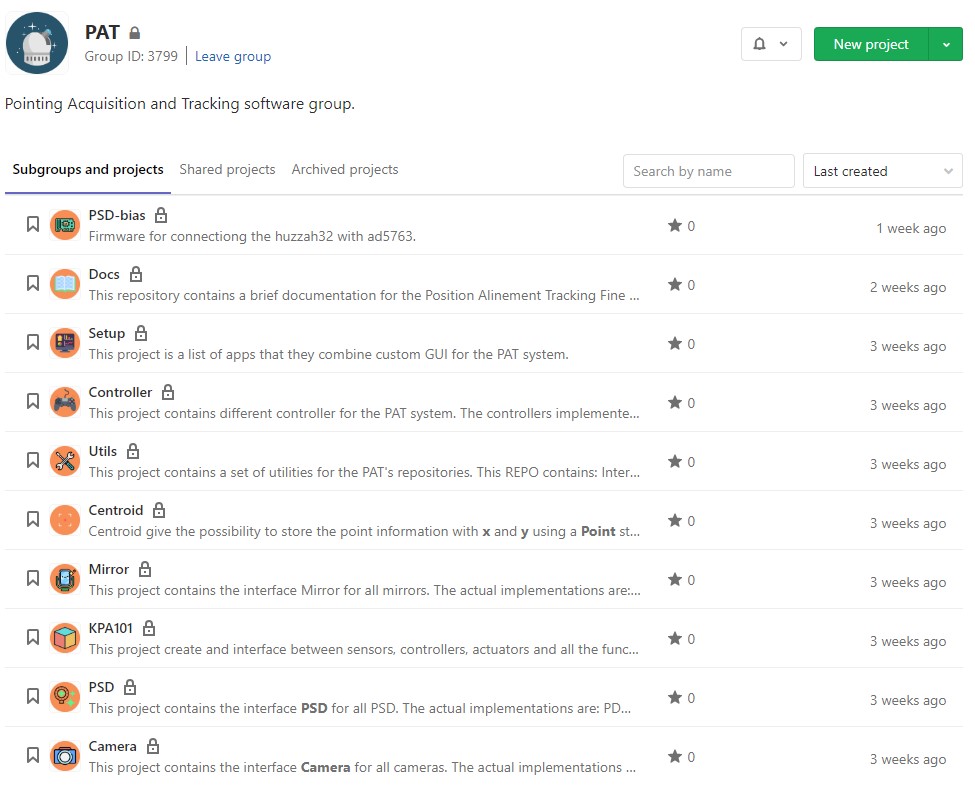 PAT
Group ID: 3799 Leave group
New project
Pointing Acquisition and Tracking software group.
Subgroups and projects Shared projects Archived projects
Search by name
Last created
PSD-bias
Firmware for connectiong the huzzah32 with ad5763.
0
1 week ago
Docs
This repository contains a brief documentation for the Position Alinement Tracking Fine ...
0
2 weeks ago
Setup
This project is a list of apps that they combine custom GUI for the PAT system.
0
3 weeks ago
Controller
This project contains different controller for the PAT system. The controllers implemente...
0
3 weeks ago
Utils
This project contains a set of utilities for the PAT's repositories. This REPO contains: Inter...
0
3 weeks ago
Centroid
Centroid give the possibility to store the point information with x and y using a Point st...
0
3 weeks ago
Mirror
This project contains the interface Mirror for all mirrors. The actual implementations are:...
0
3 weeks ago
KPA101
This project create and interface between sensors, controllers, actuators and all the func...
0
3 weeks ago
PSD
This project contains the interface PSD for all PSD. The actual implementations are: PD...
0
3 weeks ago
Camera
This project contains the interface Camera for all cameras. The actual implementations ...
0
3 weeks ago